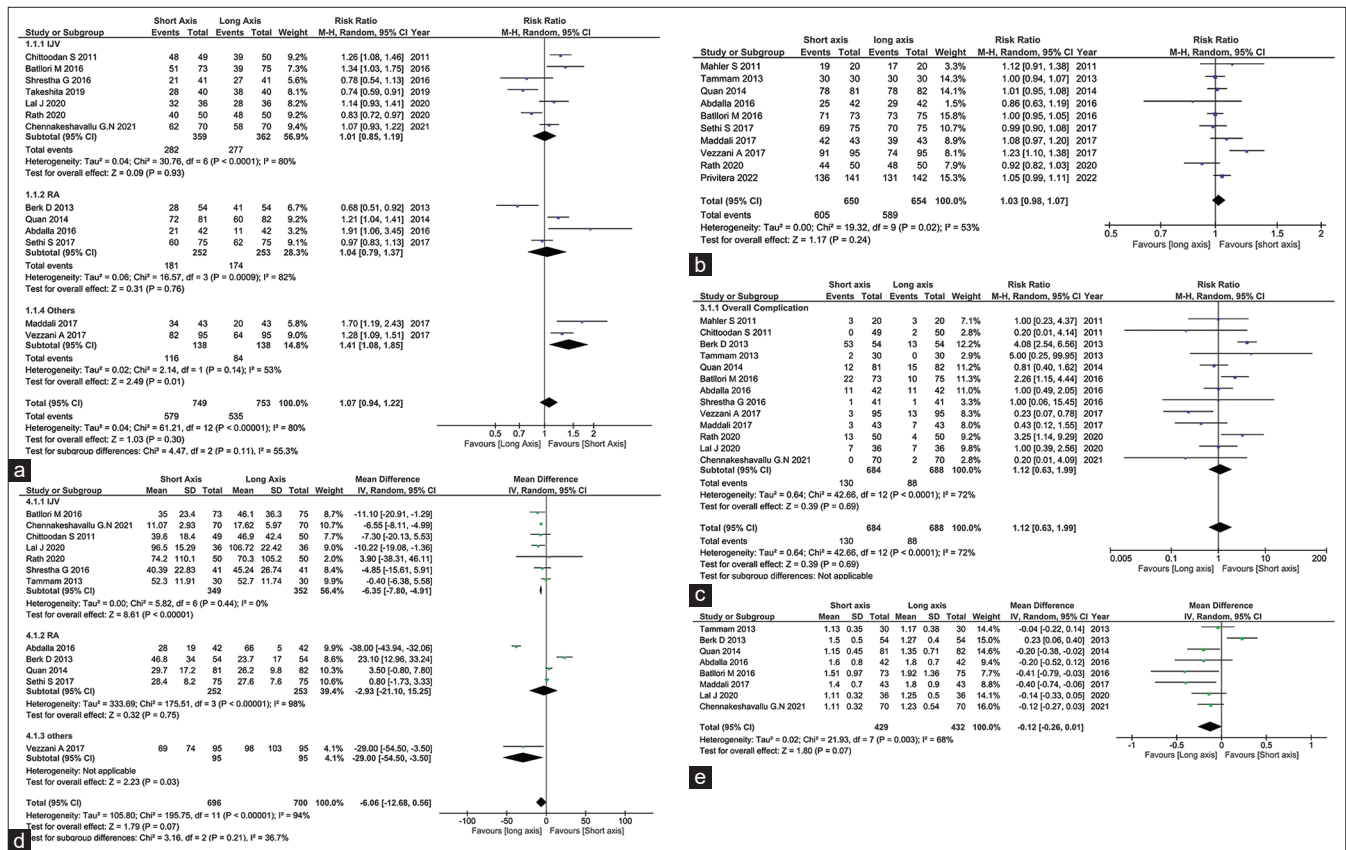 Short Axis Long Axis Risk Ratio Risk Ratio
Study or Subgroup Events Total Events Total Weight M-H, Random, 95% CI Year M-H, Random, 95% CI
1.1.1 IJV
Chittoodan S 2011 48 49 39 50 9.2% 1.26 [1.08, 1.46] 2011
Batllori M 2016 51 73 39 75 7.5% 1.34 [1.03, 1.75] 2016
Shrestha G 2016 21 41 27 41 5.6% 0.78 [0.54, 1.13] 2016
Takeshita 2019 28 40 38 40 8.1% 0.74 [0.59, 0.91] 2019
Lal J 2020 32 36 28 36 8.2% 1.14 [0.93, 1.41] 2020
Rath 2020 40 50 48 50 9.2% 0.83 [0.72, 0.97] 2020
Chennakeshavallu G.N 2021 62 70 58 70 9.4% 1.07 [0.93, 1.22] 2021
Subtotal (95% CI) 359 362 56.9% 1.01 [0.85, 1.19]
Total events
282 277
Heterogeneity: Tau² = 0.04; Chi² = 30.76, df = 6 (P < 0.0001); I² = 80%
Test for overall effect: Z = 0.09 (P = 0.93)
1.1.2 RA
Berk D 2013 28 54 41 54 6.7% 0.68 [0.51, 0.92] 2013
Quan 2014 72 81 60 82 9.1% 1.21 [1.04, 1.41] 2014
Abdalla 2016 21 42 11 42 3.6% 1.91 [1.06, 3.45] 2016
Sethi S 2017 60 75 62 75 9.1% 0.97 [0.83, 1.13] 2017
Subtotal (95% CI) 252 253 28.3% 1.04 [0.79, 1.37]
Total events
181 174
Heterogeneity: Tau² = 0.06; Chi² = 16.57, df = 3 (P = 0.0009); I² = 82%
Test for overall effect: Z = 0.31 (P = 0.76)
1.1.4 Others
Maddali 2017 34 43 20 43 5.8% 1.70 [1.19, 2.43] 2017
Vezzani A 2017 82 95 64 95 9.0% 1.28 [1.09, 1.51] 2017
Subtotal (95% CI) 138 138 14.8% 1.41 [1.08, 1.85]
Total events
116 84
Heterogeneity: Tau² = 0.02; Chi² = 2.14, df = 1 (P = 0.14); I² = 53%
Test for overall effect: Z = 2.49 (P = 0.01)
Total (95% CI) 749 753 100.0% 1.07 [0.94, 1.22]
Total events
579 535
Heterogeneity: Tau² = 0.04; Chi² = 61.21, df = 12 (P < 0.00001); I² = 80%
Test for overall effect: Z = 1.03 (P = 0.30)
Test for subgroup differences: Chi² = 4.47, df = 2 (P = 0.11), I² = 55.3%
0.5 0.7 1 1.5 2
Favours [Long Axis] Favours [Short Axis]
a
Short axis long axis Risk Ratio Risk Ratio
Study or Subgroup Events Total Events Total Weight M-H, Random, 95% CI Year M-H, Random, 95% CI
Mahler S 2011 19 20 17 20 3.3% 1.12 [0.91, 1.38] 2011
Tammam 2013 30 30 30 30 12.7% 1.00 [0.94, 1.07] 2013
Quan 2014 78 81 78 82 14.2% 1.01 [0.95, 1.08] 2014
Abdalla 2016 25 42 29 42 1.5% 0.86 [0.63, 1.19] 2016
Batllori M 2016 71 73 73 75 15.8% 1.00 [0.95, 1.05] 2016
Sethi S 2017 69 75 70 75 10.8% 0.99 [0.90, 1.08] 2017
Maddali 2017 42 43 39 43 8.4% 1.08 [0.97, 1.20] 2017
Vezzani A 2017 91 95 74 95 8.1% 1.23 [1.10, 1.38] 2017
Rath 2020 44 50 48 50 9.9% 0.92 [0.82, 1.03] 2020
Privitera 2022 136 141 131 142 15.3% 1.05 [0.99, 1.11] 2022
Total (95% CI) 650 654 100.0% 1.03 [0.98, 1.07]
Total events 605 589
Heterogeneity: Tau² = 0.00; Chi² = 19.32, df = 9 (P = 0.02); I² = 53%
Test for overall effect: Z = 1.17 (P = 0.24)
0.5 0.7 1 1.5 2
Favours [long axis] Favours [short axis]
b
Short axis Long axis Risk Ratio Risk Ratio
Study or Subgroup Events Total Events Total Weight M-H, Random, 95% CI Year M-H, Random, 95% CI
3.1.1 Overall Complication
Mahler S 2011 3 20 3 20 7.1% 1.00 [0.23, 4.37] 2011
Chittoodan S 2011 0 49 2 50 2.9% 0.20 [0.01, 4.14] 2011
Berk D 2013 53 54 13 54 12.2% 4.08 [2.54, 6.56] 2013
Tammam 2013 2 30 0 30 2.9% 5.00 [0.25, 99.95] 2013
Quan 2014 12 81 15 82 11.1% 0.81 [0.40, 1.62] 2014
Batllori M 2016 22 73 10 75 11.2% 2.26 [1.15, 4.44] 2016
Abdalla 2016 11 42 11 42 11.0% 1.00 [0.49, 2.05] 2016
Shrestha G 2016 1 41 1 41 3.3% 1.00 [0.06, 15.45] 2016
Vezzani A 2017 3 95 13 95 8.3% 0.23 [0.07, 0.78] 2017
Maddali 2017 3 43 7 43 7.9% 0.43 [0.12, 1.55] 2017
Rath 2020 13 50 4 50 9.2% 3.25 [1.14, 9.29] 2020
Lal J 2020 7 36 7 36 10.0% 1.00 [0.39, 2.56] 2020
Chennakeshavallu G.N 2021 0 70 2 70 2.8% 0.20 [0.01, 4.09] 2021
Subtotal (95% CI) 684 688 100.0% 1.12 [0.63, 1.99]
Total events 130 88
Heterogeneity: Tau² = 0.64; Chi² = 42.66, df = 12 (P < 0.0001); I² = 72%
Test for overall effect: Z = 0.39 (P = 0.69)
Total (95% CI) 684 688 100.0% 1.12 [0.63, 1.99]
Total events 130 88
Heterogeneity: Tau² = 0.64; Chi² = 42.66, df = 12 (P < 0.0001); I² = 72%
Test for overall effect: Z = 0.39 (P = 0.69)
Test for subgroup differences: Not applicable
0.005 0.1 1 10 200
Favours [Long axis] Favours [Short axis]
c
Short Axis Long Axis Mean Difference Mean Difference
Study or Subgroup Mean SD Total Mean SD Total Weight IV, Random, 95% CI IV, Random, 95% CI
4.1.1 IJV
Batllori M 2016 35 23.4 73 46.1 36.3 75 8.7% -11.10 [-20.91, -1.29]
Chennakeshavallu G.N 2021 11.07 2.93 70 17.62 5.97 70 10.7% -6.55 [-8.11, -4.99]
Chittoodan S 2011 39.6 18.4 49 46.9 42.4 50 7.5% -7.30 [-20.13, 5.53]
Lal J 2020 96.5 15.29 36 106.72 22.42 36 9.0% -10.22 [-19.08, -1.36]
Rath 2020 74.2 110.1 50 70.3 105.2 50 2.0% 3.90 [-38.31, 46.11]
Shrestha G 2016 40.39 22.83 41 45.24 26.74 41 8.3% -4.85 [-15.61, 5.91]
Tammam 2013 52.3 11.91 30 52.7 11.74 30 9.9% -0.40 [-6.38, 5.58]
Subtotal (95% CI) 349 352 56.4% -6.35 [-7.80, -4.91]
Heterogeneity: Tau² = 0.00; Chi² = 5.82, df = 6 (P = 0.44); I² = 0%
Test for overall effect: Z = 8.61 (P < 0.00001)
4.1.2 RA
Abdalla 2016 28 19 42 66 5 42 9.9% -38.00 [-43.94, -32.06]
Berk D 2013 46.8 34 54 23.7 17 54 8.6% 23.10 [12.96, 33.24]
Quan 2014 29.7 17.2 81 26.2 9.8 82 10.3% 3.50 [-0.80, 7.80]
Sethi S 2017 28.4 8.2 75 27.6 7.6 75 10.6% 0.80 [-1.73, 3.33]
Subtotal (95% CI) 252 253 39.4% -2.93 [-21.10, 15.25]
Heterogeneity: Tau² = 333.69; Chi² = 175.51, df = 3 (P < 0.00001); I² = 98%
Test for overall effect: Z = 0.32 (P = 0.75)
4.1.3 others
Vezzani A 2017 69 74 95 98 103 95 4.1% -29.00 [-54.50, -3.50]
Subtotal (95% CI) 95 95 4.1% -29.00 [-54.50, -3.50]
Heterogeneity: Not applicable
Test for overall effect: Z = 2.23 (P = 0.03)
Total (95% CI) 696 700 100.0% -6.06 [-12.68, 0.56]
Heterogeneity: Tau² = 105.80; Chi² = 195.75, df = 11 (P < 0.00001); I² = 94%
Test for overall effect: Z = 1.79 (P = 0.07)
Test for subgroup differences: Chi² = 3.16, df = 2 (P = 0.21), I² = 36.7%
-100 -50 0 50 100
Favours [long axis] Favours [Short axis]
d
Short axis Long axis Mean Difference Mean Difference
Study or Subgroup Mean SD Total Mean SD Total Weight IV, Random, 95% CI Year IV, Random, 95% CI
Tammam 2013 1.13 0.35 30 1.17 0.38 30 14.4% -0.04 [-0.22, 0.14] 2013
Berk D 2013 1.5 0.5 54 1.27 0.4 54 15.0% 0.23 [0.06, 0.40] 2013
Quan 2014 1.15 0.45 81 1.35 0.71 82 14.3% -0.20 [-0.38, -0.02] 2014
Abdalla 2016 1.6 0.8 42 1.8 0.7 42 9.1% -0.20 [-0.52, 0.12] 2016
Batllori M 2016 1.51 0.97 73 1.92 1.36 75 7.5% -0.41 [-0.79, -0.03] 2016
Maddali 2017 1.4 0.7 43 1.8 0.9 43 8.5% -0.40 [-0.74, -0.06] 2017
Lal J 2020 1.11 0.32 36 1.25 0.5 36 14.0% -0.14 [-0.33, 0.05] 2020
Chennakeshavallu G.N 2021 1.11 0.32 70 1.23 0.54 70 16.0% -0.12 [-0.27, 0.03] 2021
Total (95% CI) 429 432 100.0% -0.12 [-0.26, 0.01]
Heterogeneity: Tau² = 0.02; Chi² = 21.93, df = 7 (P = 0.003); I² = 68%
Test for overall effect: Z = 1.80 (P = 0.07)
-1 -0.5 0 0.5 1
Favours [Long axis] Favours [Short axis]
e